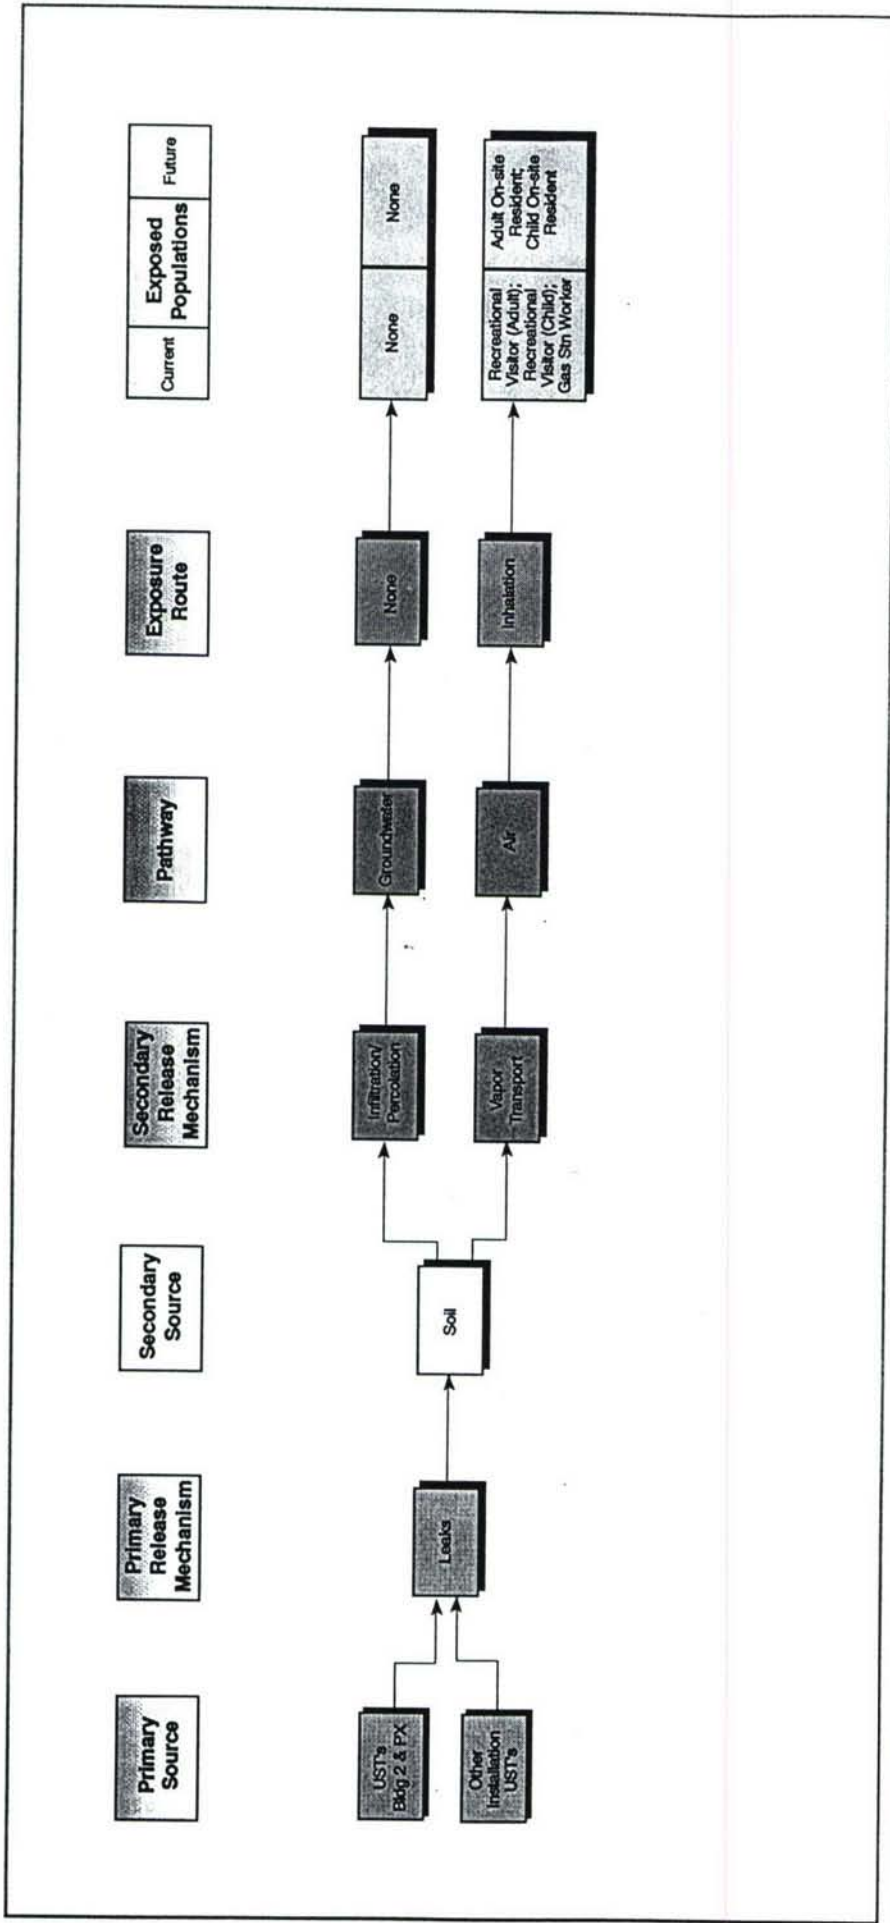 Primary
Source
Primary
Release
Mechanism
Secondary
Source
Secondary
Release
Mechanism
Pathway
Exposure
Route
Current
Exposed
Populations
Future
UST's
Bldg 2 & PX
Other
Installation
UST's
Leaks
Soil
Infiltration/
Percolation
Groundwater
None
None
None
Vapor
Transport
Air
Inhalation
Recreational
Visitor (Adult);
Recreational
Visitor (Child);
Gas Stn Worker
Adult On-site
Resident;
Child On-site
Resident